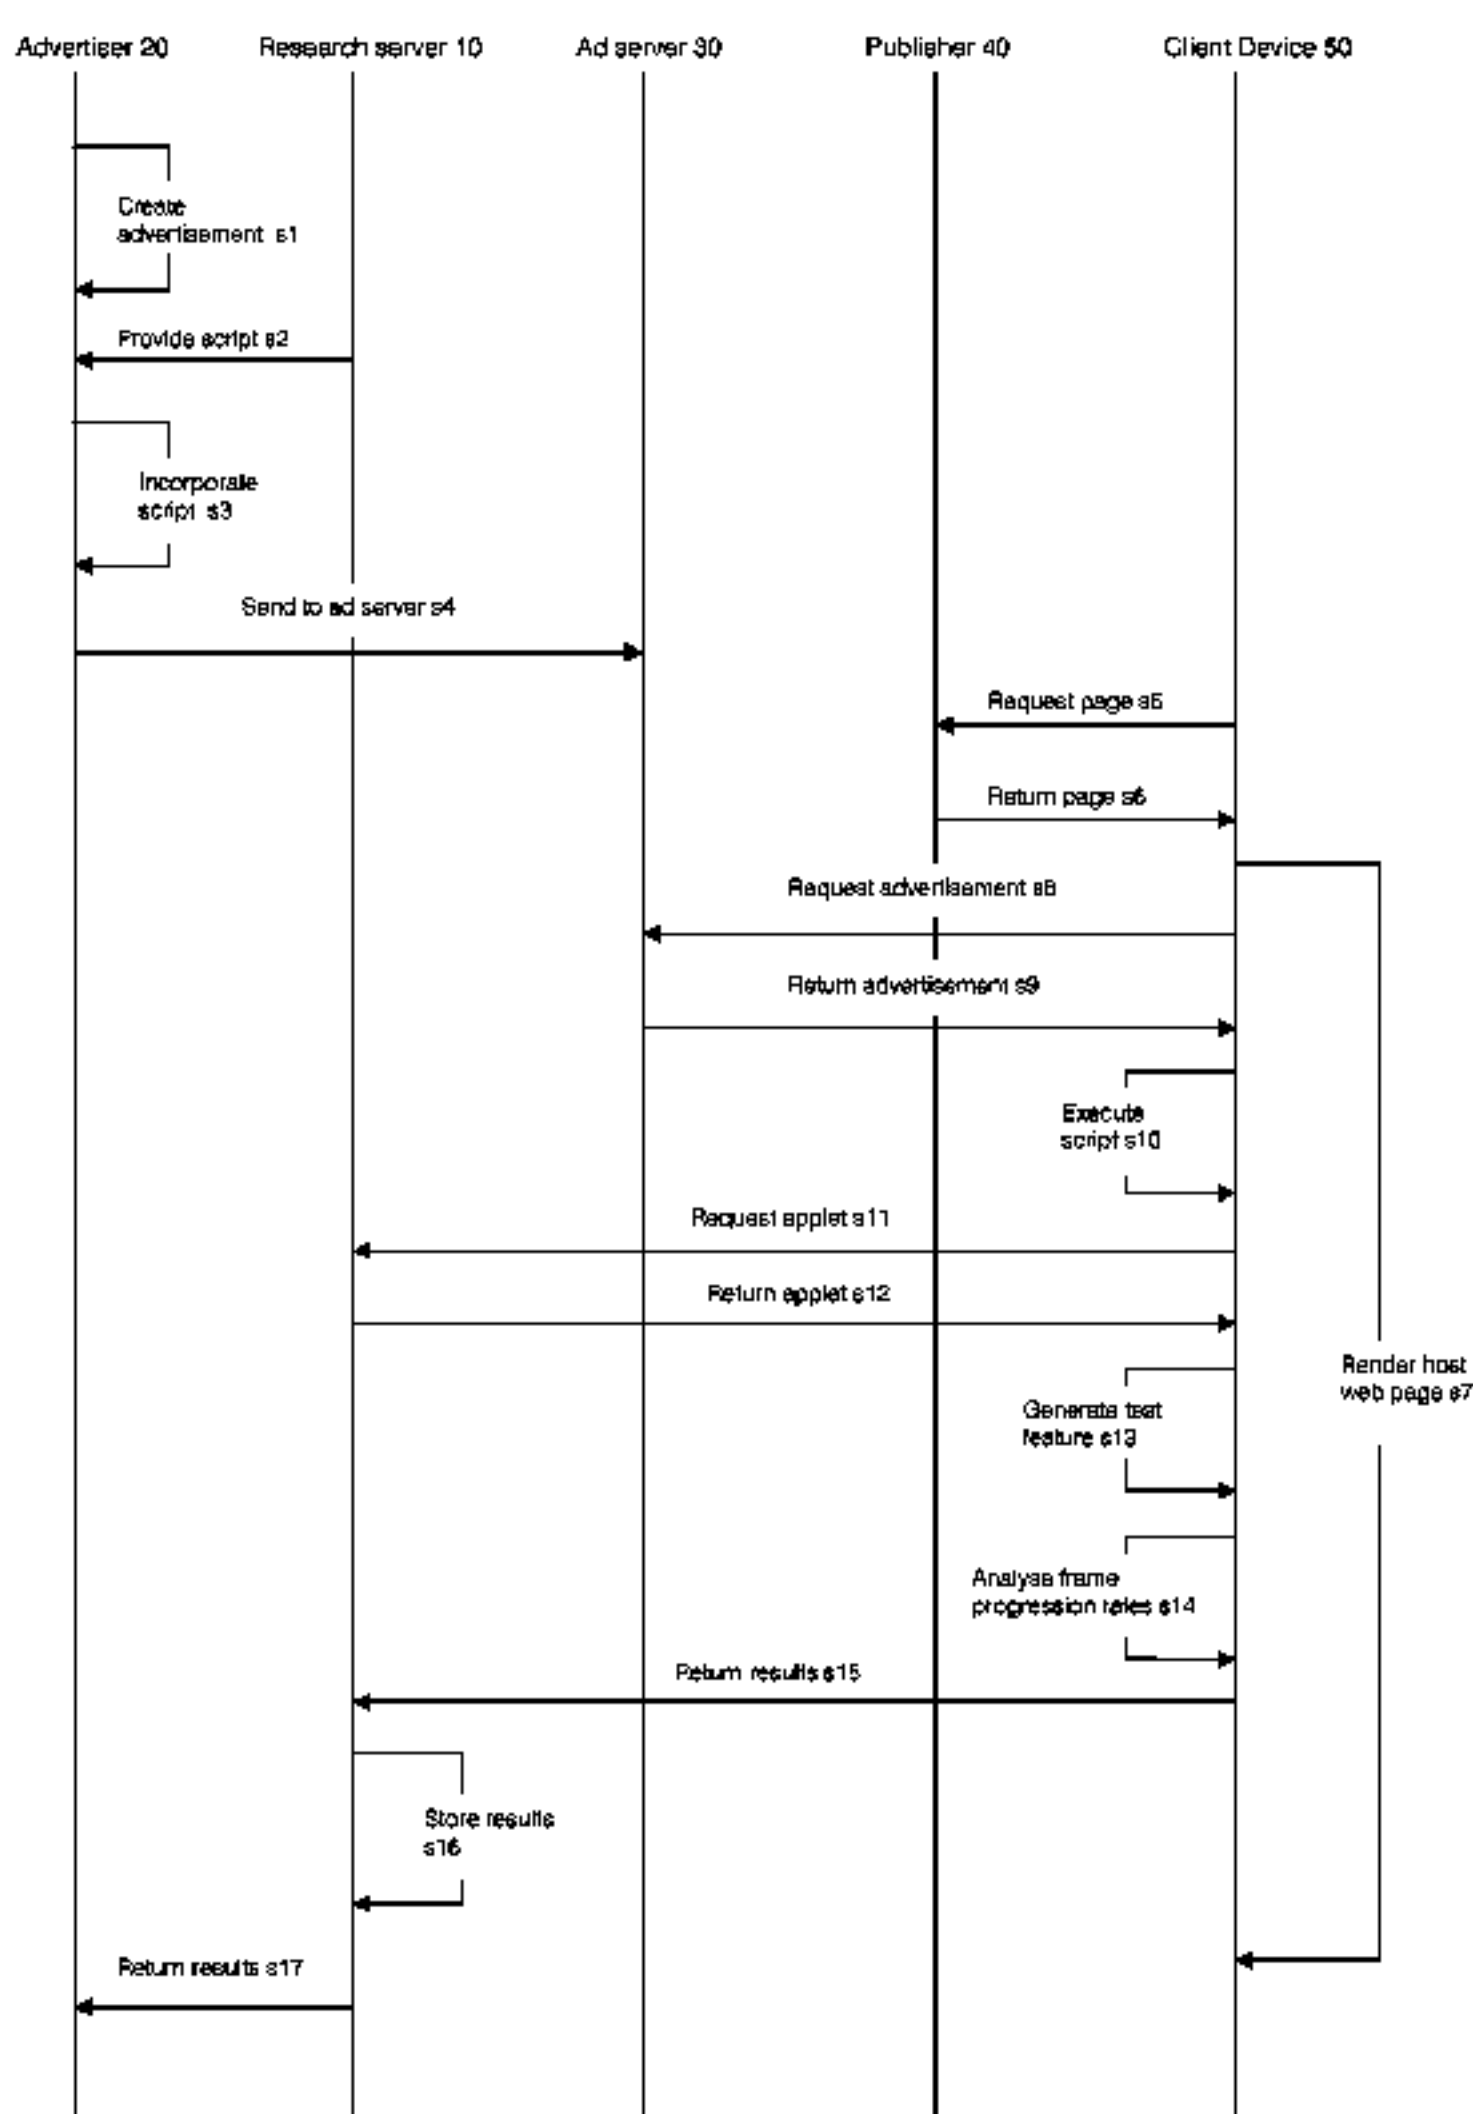 Advertiser 20
Research server 10
Ad server 30
Publisher 40
Client Device 50
Create
advertisement s1
Provide script s2
Incorporate
script s3
Send to ad server s4
Request page s5
Return page s6
Request advertisement s8
Return advertisement s9
Execute
script s10
Request applet s11
Return applet s12
Render host
web page s7
Generate test
feature s13
Analyse frame
progression rates s14
Return results s15
Store results
s16
Return results s17